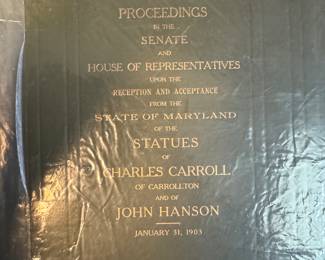 PROCEEDINGS
IN THE
SENATE
AND
HOUSE OF REPRESENTATIVES
UPON THE
RECEPTION AND ACCEPTANCE
FROM THE
STATE OF MARYLAND
OF THE
STATUES
OF
CHARLES CARROLL
OF CARROLLTON
AND OF
JOHN HANSON
JANUARY 31, 1903